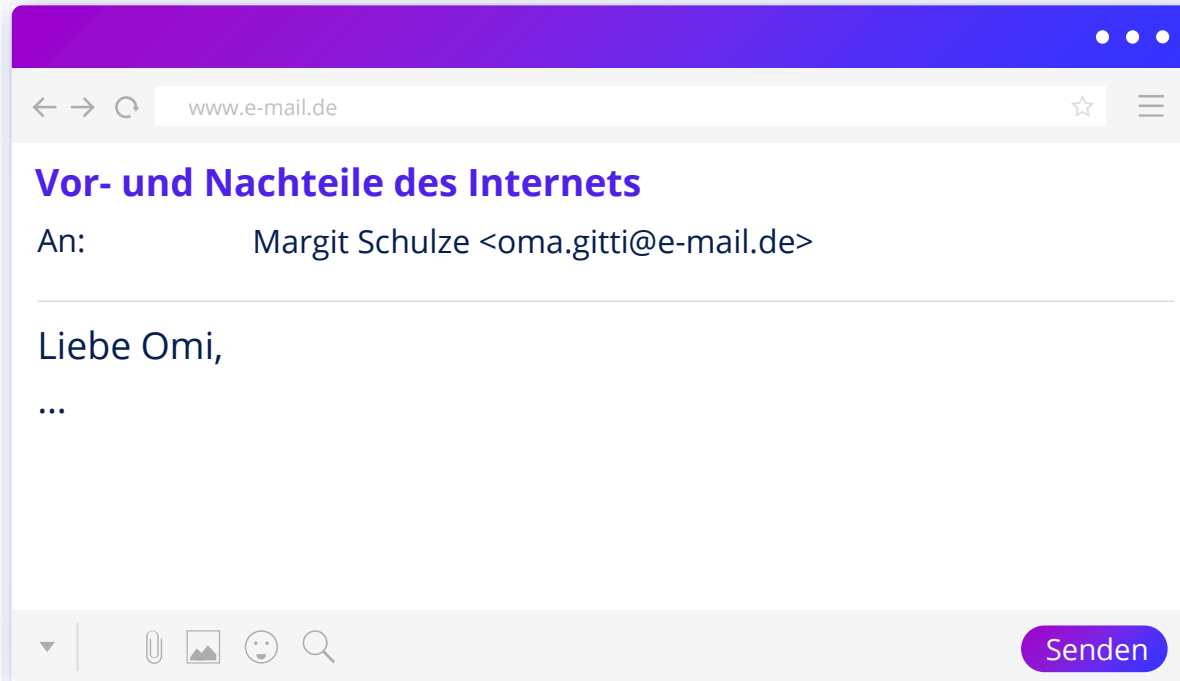 www.e-mail.de
Vor- und Nachteile des Internets
An: Margit Schulze <oma.gitti@e-mail.de>
Liebe Omi,
...
Senden